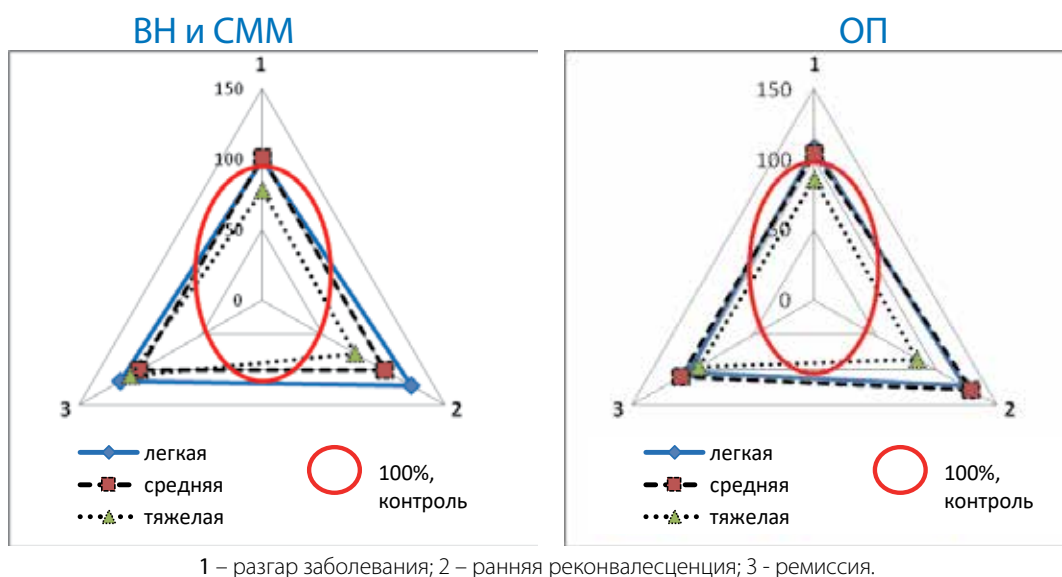 ВН и СММ
1
150
100
50
0
3
2
легкая
средняя
тяжелая
100%,
контроль
ОП
1
150
100
50
0
3
2
легкая
средняя
тяжелая
100%,
контроль
1 – разгар заболевания; 2 – ранняя реконвалесценция; 3 - ремиссия.